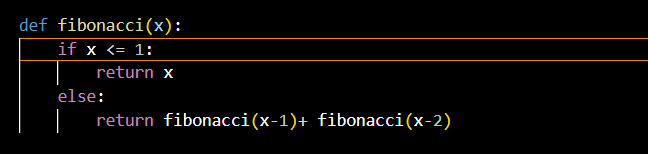 def fibonacci(x):
    if x <= 1:
        return x
    else:
        return fibonacci(x-1)+ fibonacci(x-2)